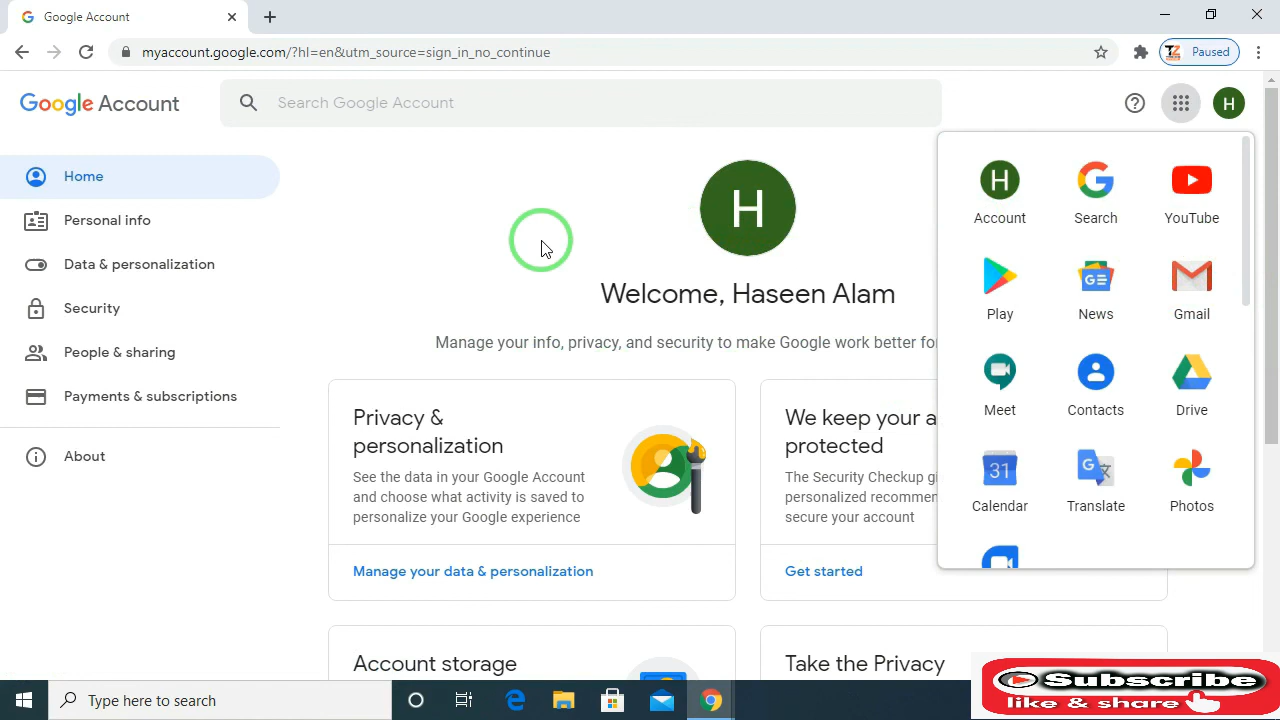 Google Account
myaccount.google.com/?hl=en&utm_source=sign_in_no_continue
Paused
Google Account
Search Google Account
H
Home
Personal info
Data & personalization
Security
People & sharing
Payments & subscriptions
About
H
Welcome, Haseen Alam
Manage your info, privacy, and security to make Google work better fo
Privacy &
personalization
See the data in your Google Account
and choose what activity is saved to
personalize your Google experience
Manage your data & personalization
We keep your a
protected
The Security Checkup gi
personalized recommen
secure your account
Get started
Account storage
Take the Privacy
H
Account
Search
YouTube
Play
GE
News
Gmail
Meet
Contacts
Drive
31
Calendar
G
Translate
Photos
Type here to search
Subscribe
like & share